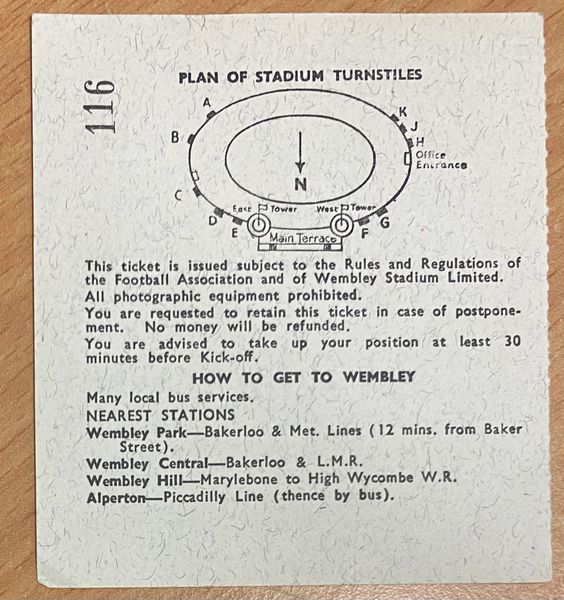 116
PLAN OF STADIUM TURNSTILES
A
K
J
B
H
Office
Entrance
N
C
East Tower
West Tower
D
G
E
F
Main Terrace
This ticket is issued subject to the Rules and Regulations of
the Football Association and of Wembley Stadium Limited.
All photographic equipment prohibited.
You are requested to retain this ticket in case of postpone-
ment. No money will be refunded.
You are advised to take up your position at least 30
minutes before Kick-off.
HOW TO GET TO WEMBLEY
Many local bus services.
NEAREST STATIONS
Wembley Park—Bakerloo & Met. Lines (12 mins. from Baker
Street).
Wembley Central—Bakerloo & L.M.R.
Wembley Hill—Marylebone to High Wycombe W.R.
Alperton—Piccadilly Line (thence by bus).